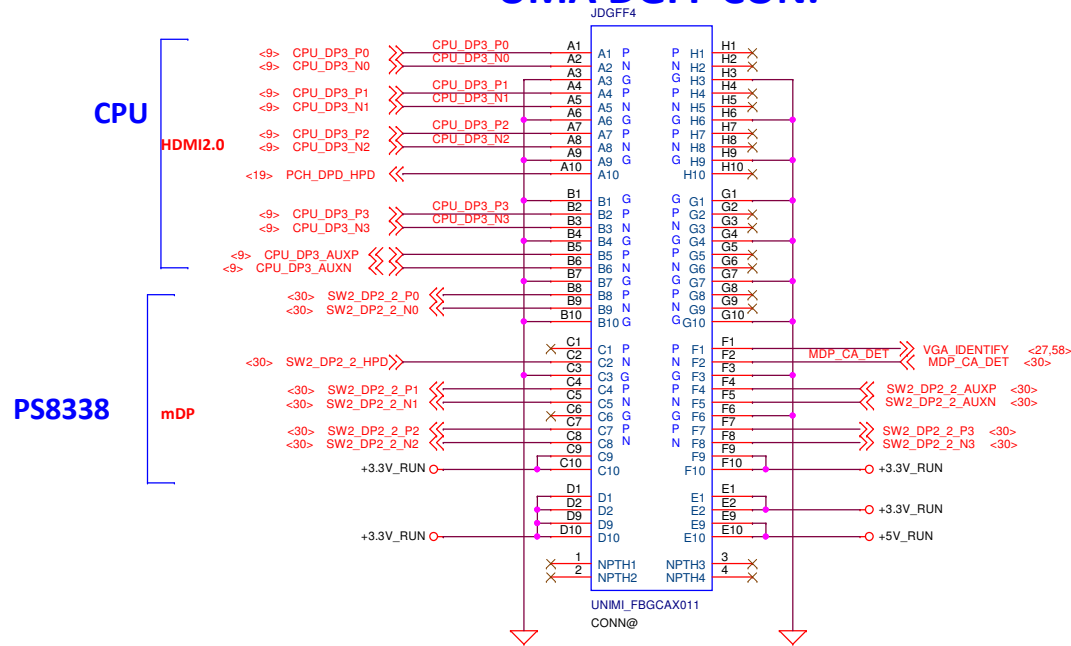 UMA DGFF CON.
JDGFF4
CPU
HDMI2.0
PS8338
mDP
<9> CPU_DP3_P0 CPU_DP3_P0 A1 A1 P P H1 H1
<9> CPU_DP3_N0 CPU_DP3_N0 A2 A2 N N H2 H2
A3 A3 G G H3 H3
<9> CPU_DP3_P1 CPU_DP3_P1 A4 A4 P P H4 H4
<9> CPU_DP3_N1 CPU_DP3_N1 A5 A5 N N H5 H5
A6 A6 G G H6 H6
<9> CPU_DP3_P2 CPU_DP3_P2 A7 A7 P P H7 H7
<9> CPU_DP3_N2 CPU_DP3_N2 A8 A8 N N H8 H8
A9 A9 G G H9 H9
<19> PCH_DPD_HPD A10 A10 H10 H10
B1 B1 G G G1 G1
<9> CPU_DP3_P3 CPU_DP3_P3 B2 B2 P P G2 G2
<9> CPU_DP3_N3 CPU_DP3_N3 B3 B3 N N G3 G3
B4 B4 G G G4 G4
<9> CPU_DP3_AUXP B5 B5 P P G5 G5
<9> CPU_DP3_AUXN B6 B6 N N G6 G6
B7 B7 G G G7 G7
<30> SW2_DP2_2_P0 B8 B8 P P G8 G8
<30> SW2_DP2_2_N0 B9 B9 N N G9 G9
B10 B10 G G G10 G10
C1 C1 P P F1 F1 VGA_IDENTIFY <27,58>
<30> SW2_DP2_2_HPD C2 C2 N N F2 F2 MDP_CA_DET MDP_CA_DET <30>
C3 C3 G G F3 F3
<30> SW2_DP2_2_P1 C4 C4 P P F4 F4 SW2_DP2_2_AUXP <30>
<30> SW2_DP2_2_N1 C5 C5 N N F5 F5 SW2_DP2_2_AUXN <30>
C6 C6 G G F6 F6
<30> SW2_DP2_2_P2 C7 C7 P P F7 F7 SW2_DP2_2_P3 <30>
<30> SW2_DP2_2_N2 C8 C8 N N F8 F8 SW2_DP2_2_N3 <30>
C9 C9 F9 F9
+3.3V_RUN C10 C10 F10 F10 +3.3V_RUN
D1 D1 E1 E1
D2 D2 E2 E2 +3.3V_RUN
D9 D9 E9 E9
+3.3V_RUN D10 D10 E10 E10 +5V_RUN
1 NPTH1 NPTH3 3
2 NPTH2 NPTH4 4
UNIMI_FBGCAX011
CONN@